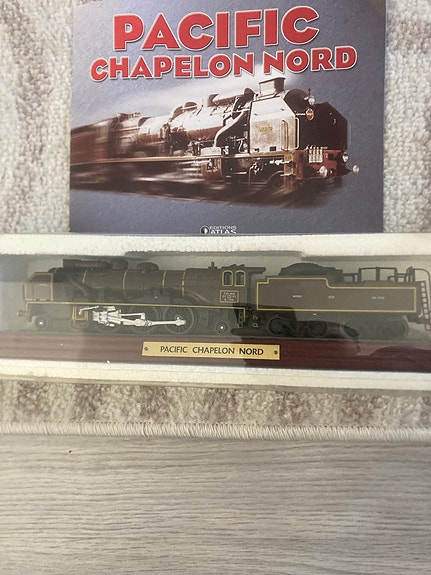 PACIFIC
CHAPELON NORD
EDITIONS
ATLAS
PACIFIC CHAPELON NORD